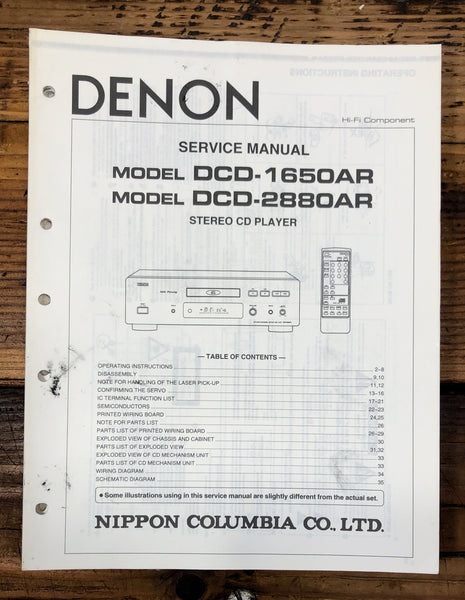 OPERATING INSTRUCTIONS
DENON
Hi-Fi Component
SERVICE MANUAL
MODEL DCD-1650AR
MODEL DCD-2880AR
STEREO CD PLAYER
DENON
— TABLE OF CONTENTS —
OPERATING INSTRUCTIONS 2~8
DISASSEMBLY 9,10
NOTE FOR HANDLING OF THE LASER PICK-UP 11,12
CONFIRMING THE SERVO 13~16
IC TERMINAL FUNCTION LIST 17~21
SEMICONDUCTORS 22~23
PRINTED WIRING BOARD 24,25
NOTE FOR PARTS LIST 26
PARTS LIST OF PRINTED WIRING BOARD 26~29
EXPLODED VIEW OF CHASSIS AND CABINET 30
PARTS LIST OF EXPLODED VIEW 31,32
EXPLODED VIEW OF CD MECHANISM UNIT 33
PARTS LIST OF CD MECHANISM UNIT 33
WIRING DIAGRAM 34
SCHEMATIC DIAGRAM 35
● Some illustrations using in this service manual are slightly different from the actual set.
NIPPON COLUMBIA CO., LTD.